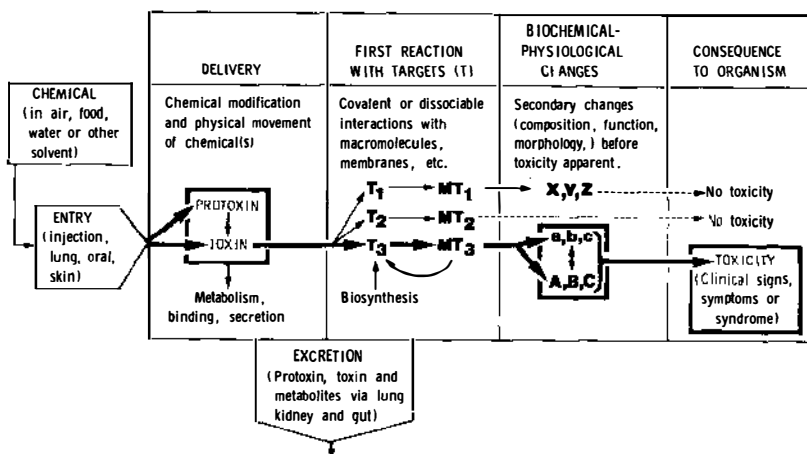 CHEMICAL
(in air, food,
water or other
solvent)
ENTRY
(injection,
lung, oral,
skin)
DELIVERY
Chemical modification
and physical movement
of chemical(s)
PROTOXIN
TOXIN
Metabolism,
binding, secretion
EXCRETION
(Protoxin, toxin and
metabolites via lung
kidney and gut)
FIRST REACTION
WITH TARGETS (T)
Covalent or dissociable
interactions with
macromolecules,
membranes, etc.
T1 MT1
T2 MT2
T3 MT3
Biosynthesis
BIOCHEMICAL-
PHYSIOLOGICAL
CHANGES
Secondary changes
(composition, function,
morphology,) before
toxicity apparent.
X,Y,Z
a,b,c
A,B,C
CONSEQUENCE
TO ORGANISM
No toxicity
No toxicity
TOXICITY
(Clinical signs,
symptoms or
syndrome)